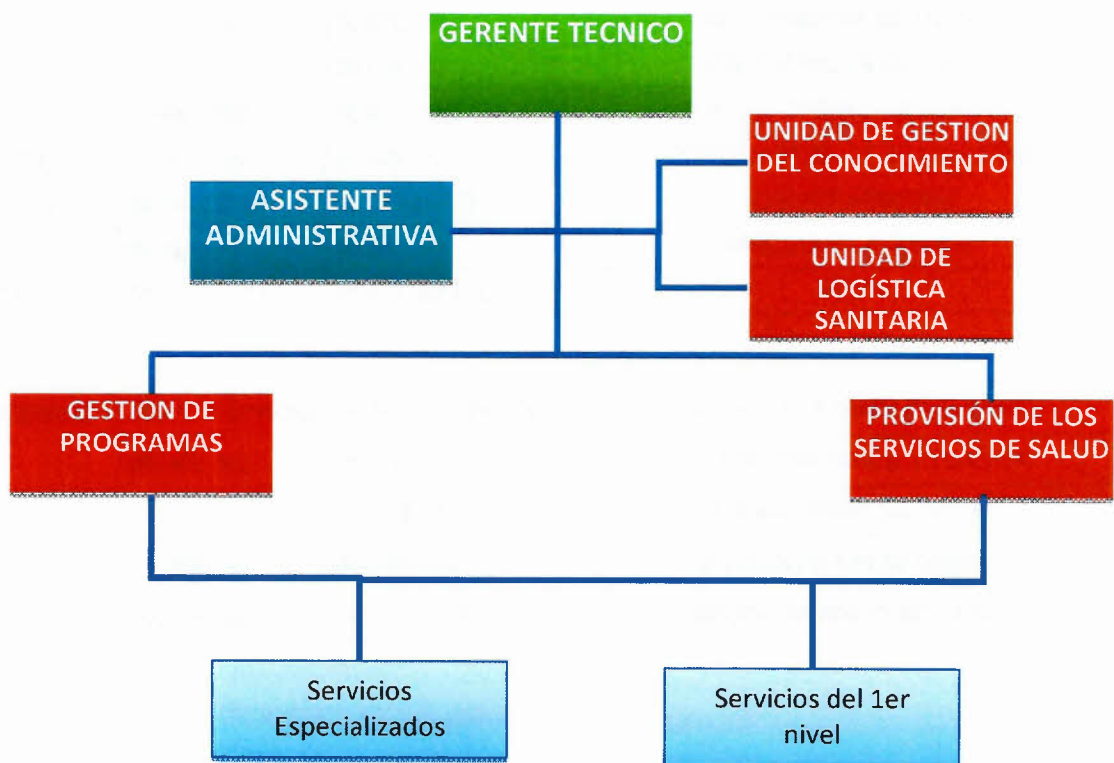 GERENTE TECNICO
UNIDAD DE GESTION
DEL CONOCIMIENTO
ASISTENTE
ADMINISTRATIVA
UNIDAD DE
LOGÍSTICA
SANITARIA
GESTION DE
PROGRAMAS
PROVISIÓN DE LOS
SERVICIOS DE SALUD
Servicios
Especializados
Servicios del 1er
nivel